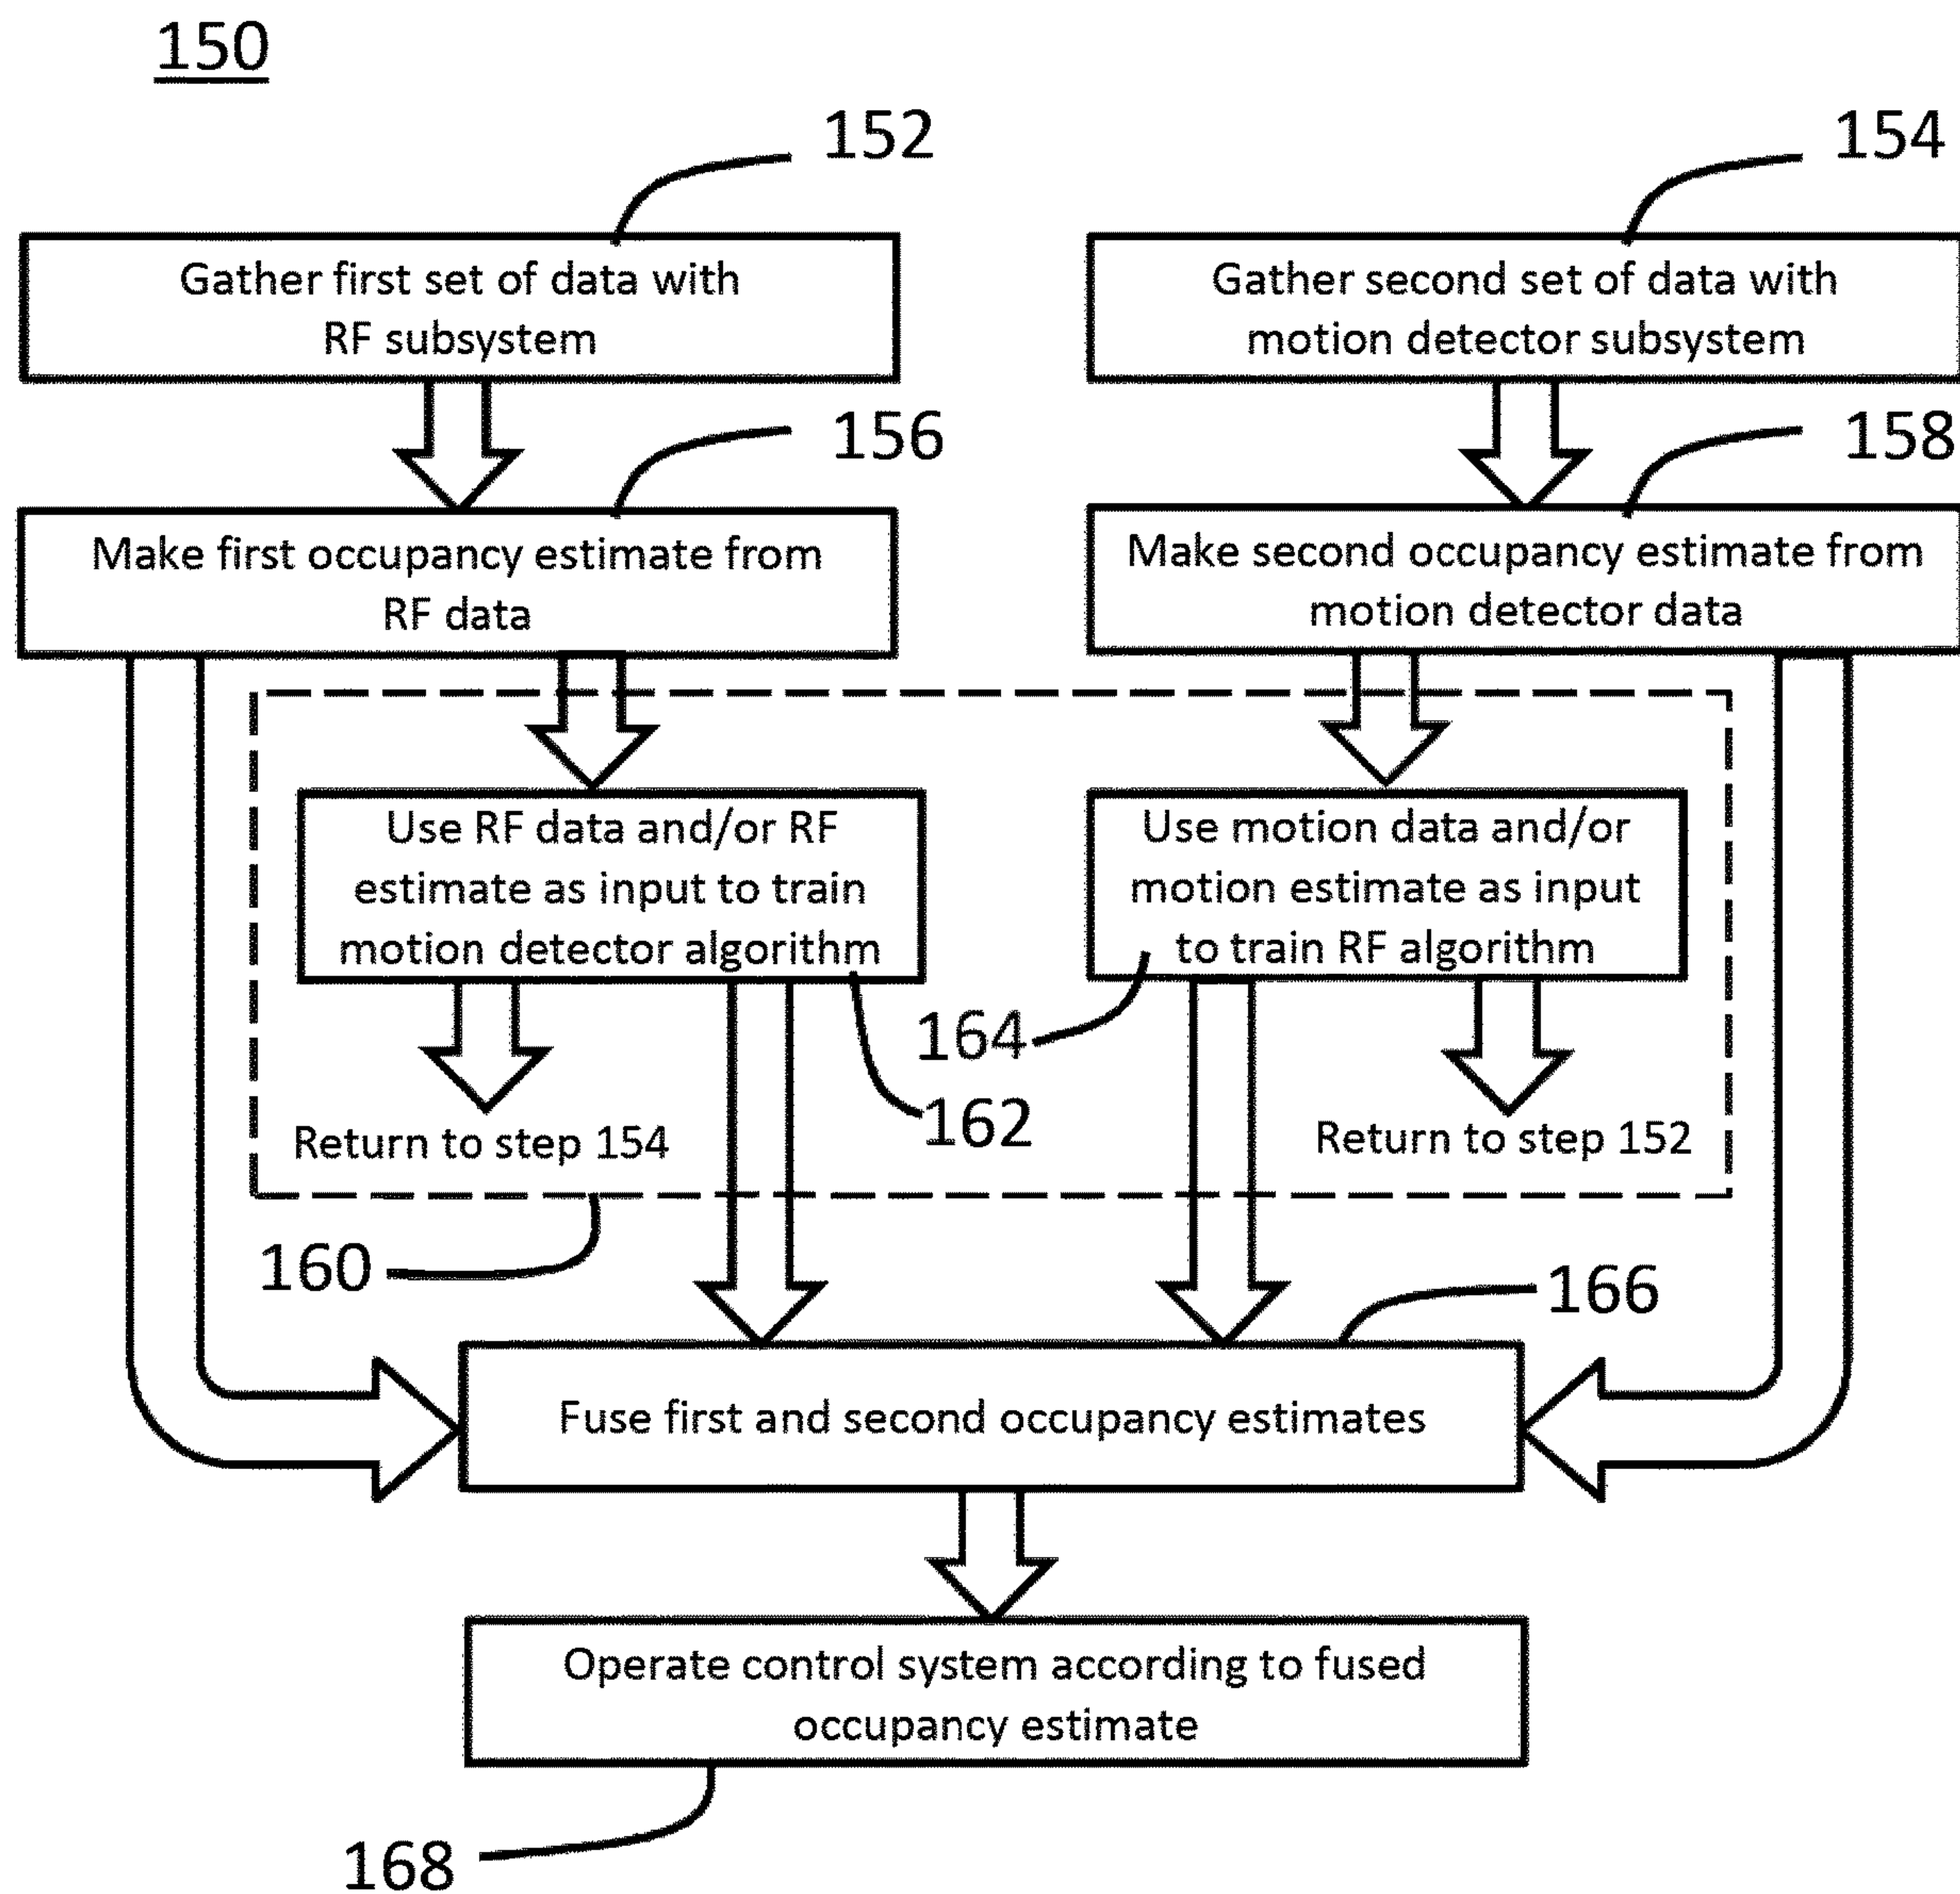 150
152
154
Gather first set of data with
RF subsystem
Gather second set of data with
motion detector subsystem
156
158
Make first occupancy estimate from
RF data
Make second occupancy estimate from
motion detector data
Use RF data and/or RF
estimate as input to train
motion detector algorithm
Use motion data and/or
motion estimate as input
to train RF algorithm
164
162
Return to step 154
Return to step 152
160
166
Fuse first and second occupancy estimates
Operate control system according to fused
occupancy estimate
168